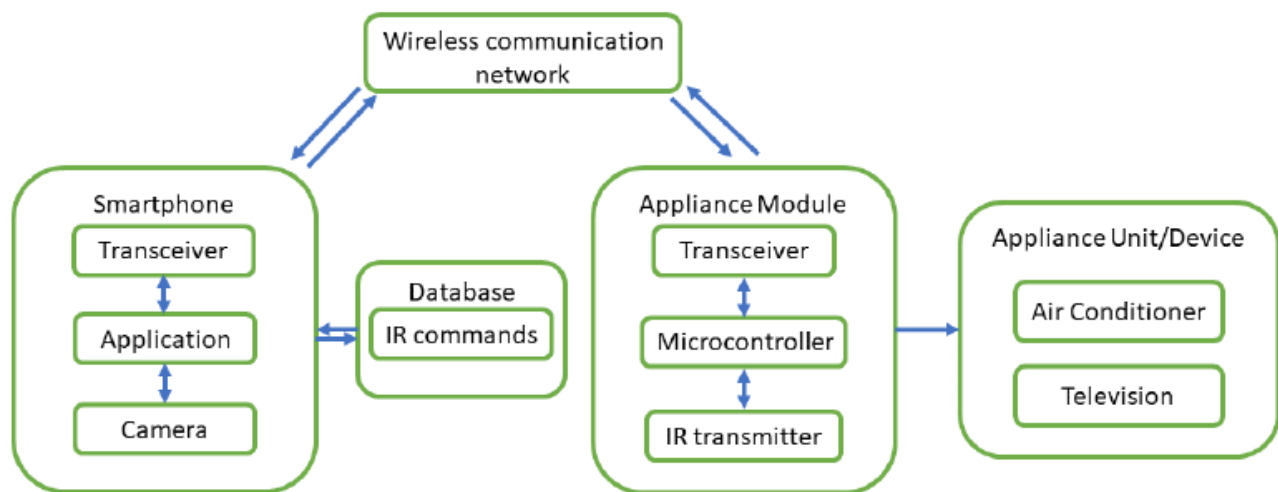 Wireless communication
network
Smartphone
Transceiver
Application
Camera
Database
IR commands
Appliance Module
Transceiver
Microcontroller
IR transmitter
Appliance Unit/Device
Air Conditioner
Television